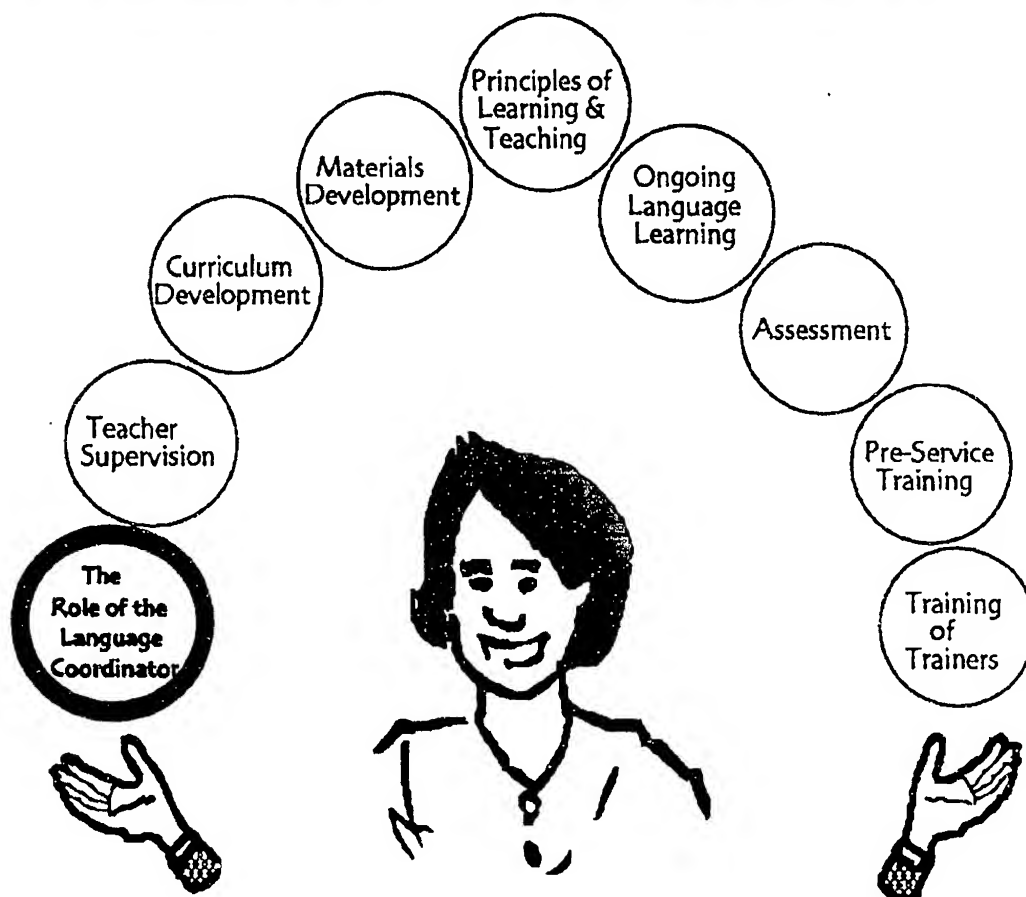 Principles of
Learning &
Teaching
Materials
Development
Ongoing
Language
Learning
Curriculum
Development
Assessment
Teacher
Supervision
Pre-Service
Training
The
Role of the
Language
Coordinator
Training
of
Trainers